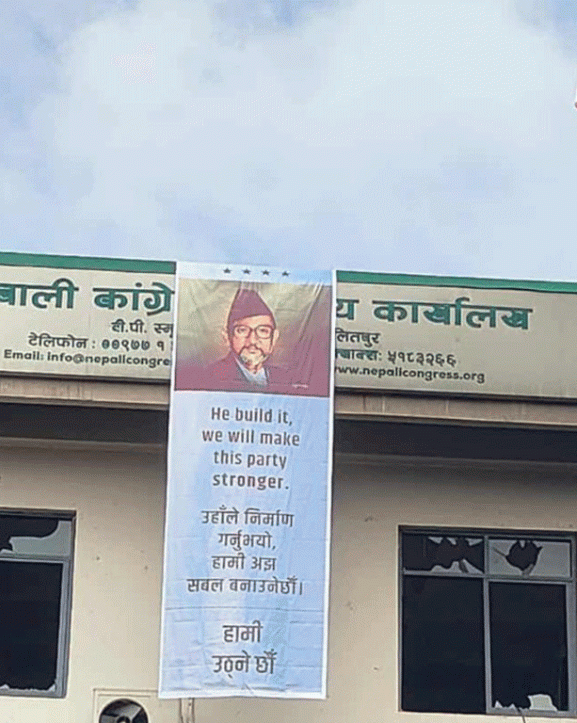 बाली कांग्रे
य कार्यालय
वी.पी. स्मृ
लितपुर
टेलिफोन : ००९७७ १
५१८३२६६
Email: info@nepalicongre
www.nepalicongress.org
He build it,
we will make
this party
stronger.
उहाँले निर्माण
गर्नुभयो,
हामी अझ
सबल बनाउनेछौँ।
हामी
उठ्ने छौँ